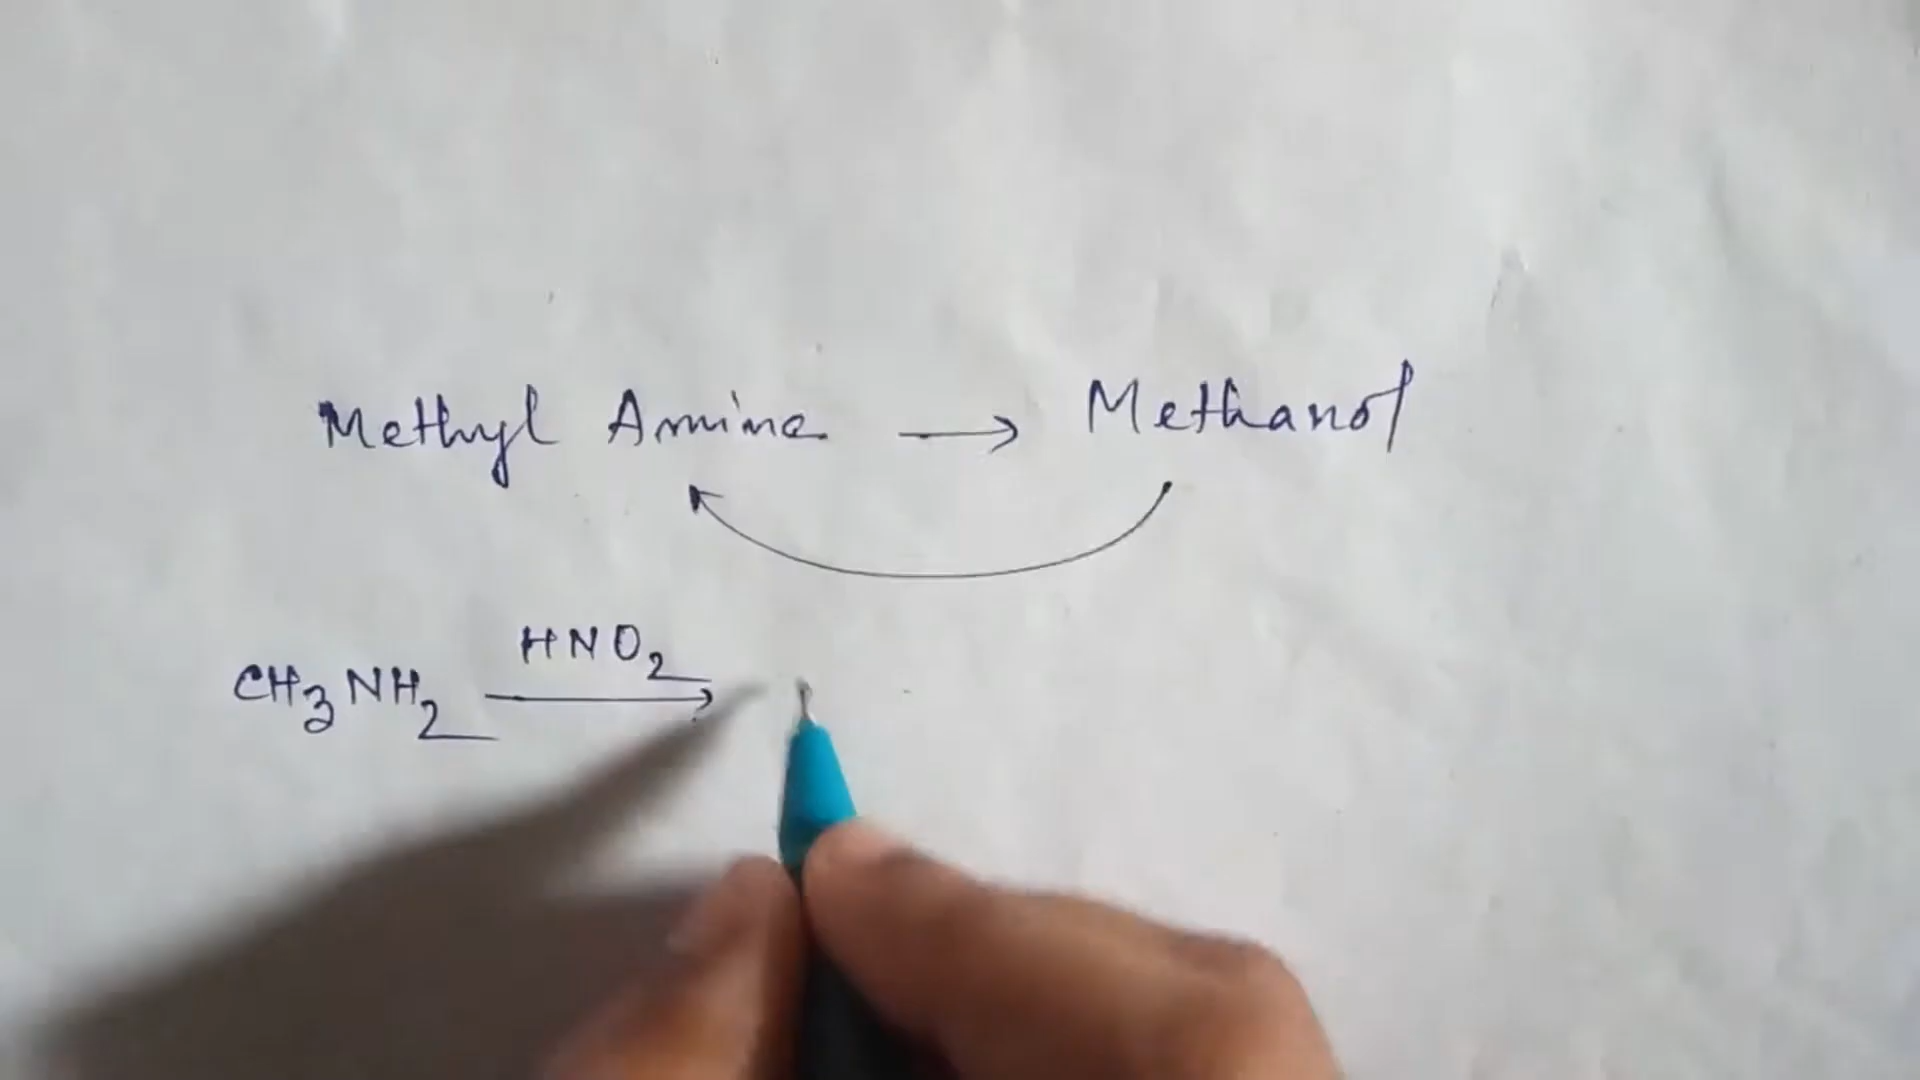 Methyl Amine → Methanol
HNO2
CH3NH2 →